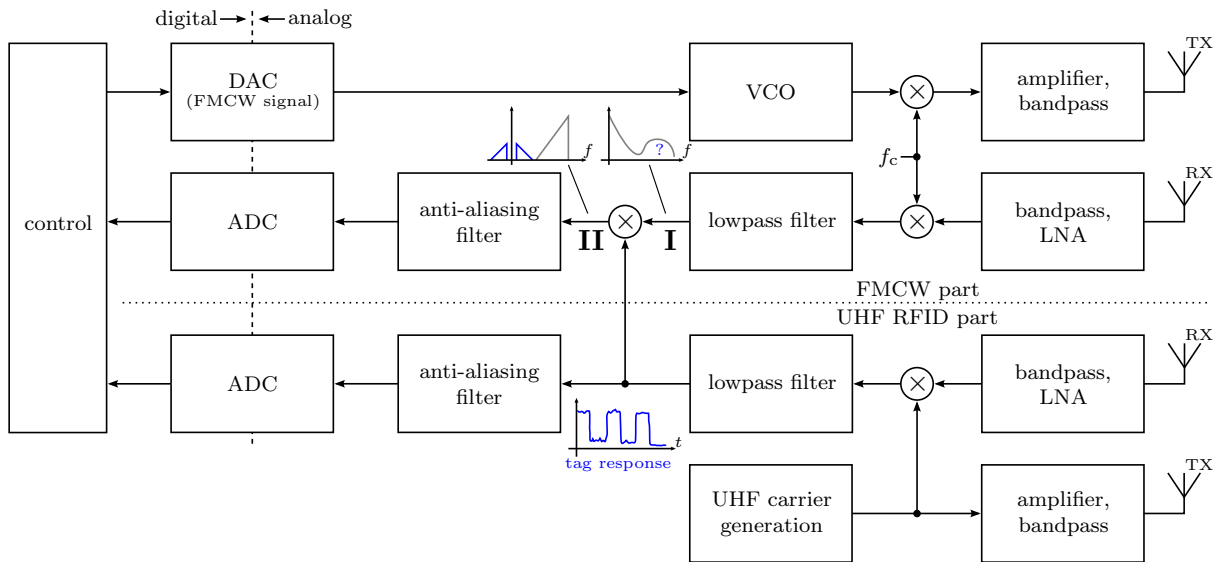 digital
analog
DAC
(FMCW signal)
VCO
amplifier,
bandpass
TX
f
?
f
f_c
control
ADC
anti-aliasing
filter
II
I
lowpass filter
bandpass,
LNA
RX
FMCW part
UHF RFID part
ADC
anti-aliasing
filter
lowpass filter
bandpass,
LNA
RX
t
tag response
UHF carrier
generation
amplifier,
bandpass
TX